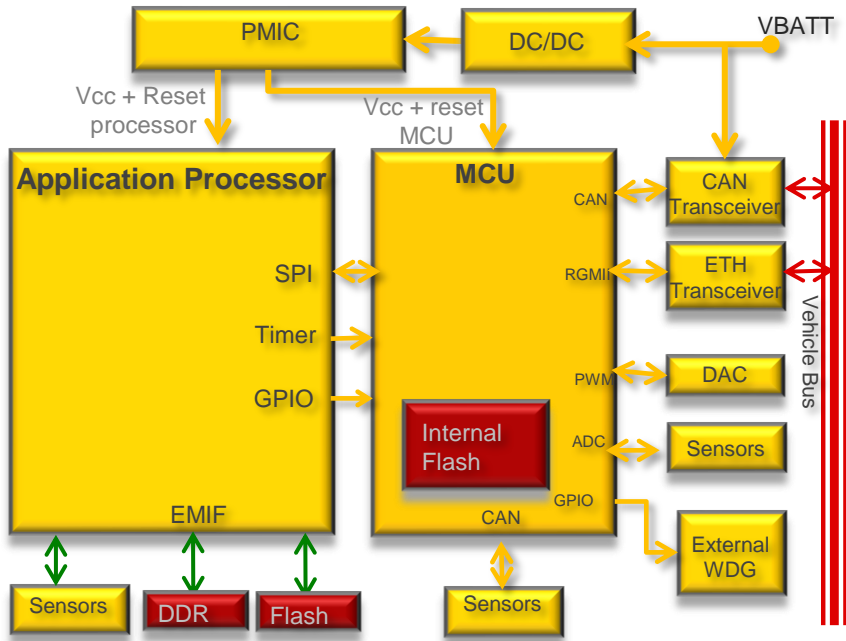 PMIC
DC/DC
VBATT
Vcc + Reset
processor
Vcc + reset
MCU
Application Processor
MCU
CAN
CAN
Transceiver
SPI
RGMII
ETH
Transceiver
Vehicle Bus
Timer
GPIO
PWM
DAC
Internal
Flash
ADC
Sensors
GPIO
EMIF
CAN
External
WDG
Sensors
DDR
Flash
Sensors